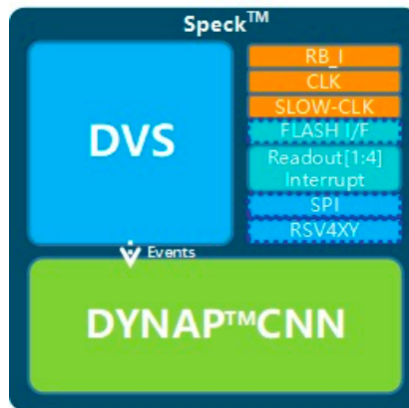 Speck™
DVS
RB_I
CLK
SLOW-CLK
FLASH I/F
Readout[1:4]
Interrupt
SPI
RSV4XY
Events
DYNAP™CNN